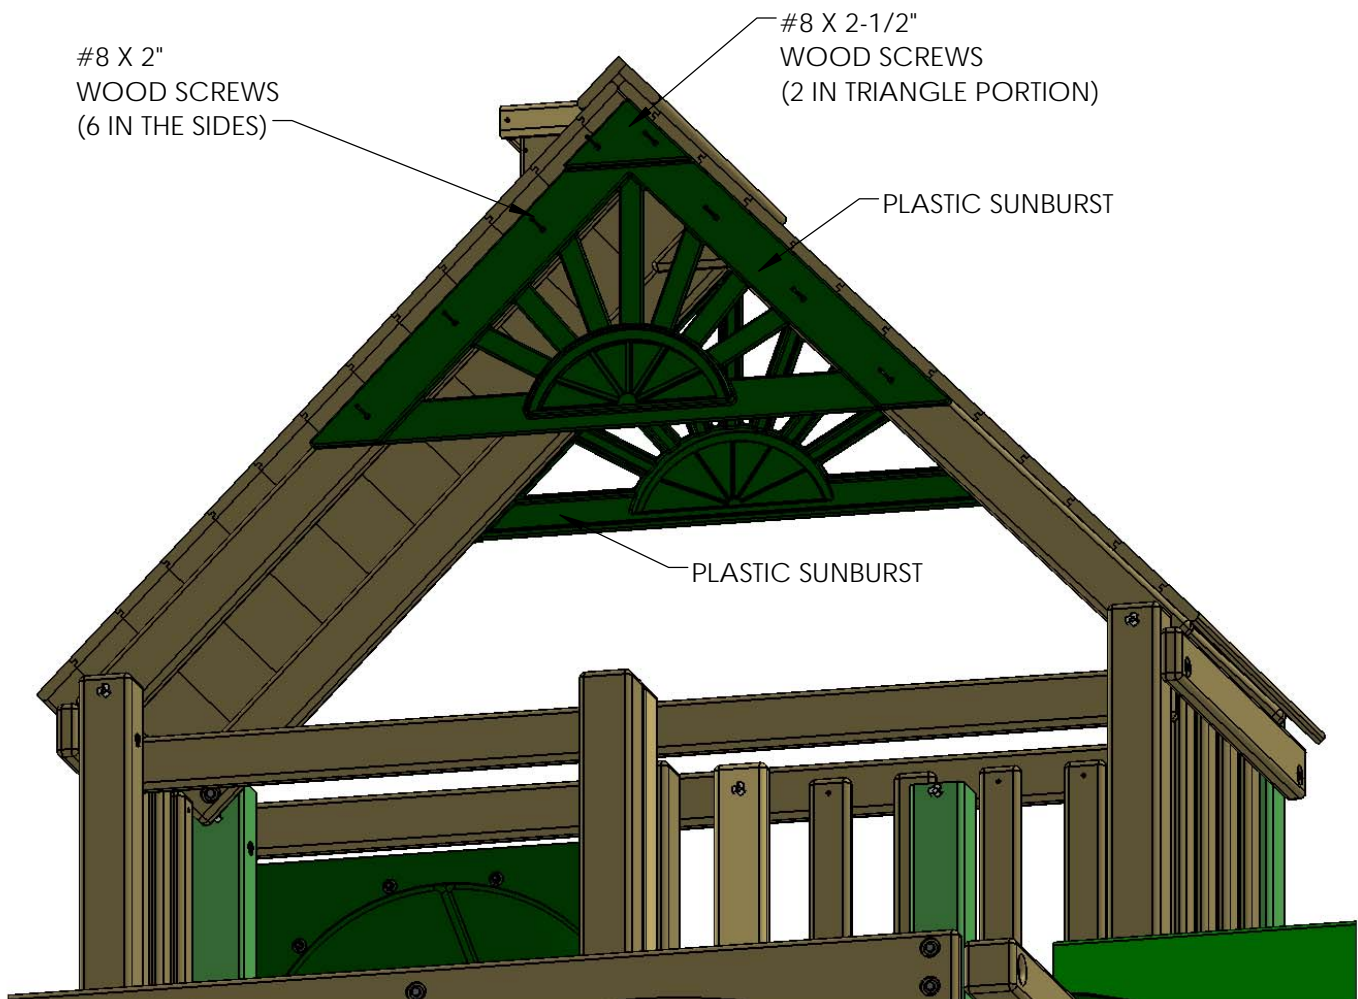 #8 X 2"
WOOD SCREWS
(6 IN THE SIDES)
#8 X 2-1/2"
WOOD SCREWS
(2 IN TRIANGLE PORTION)
PLASTIC SUNBURST
PLASTIC SUNBURST